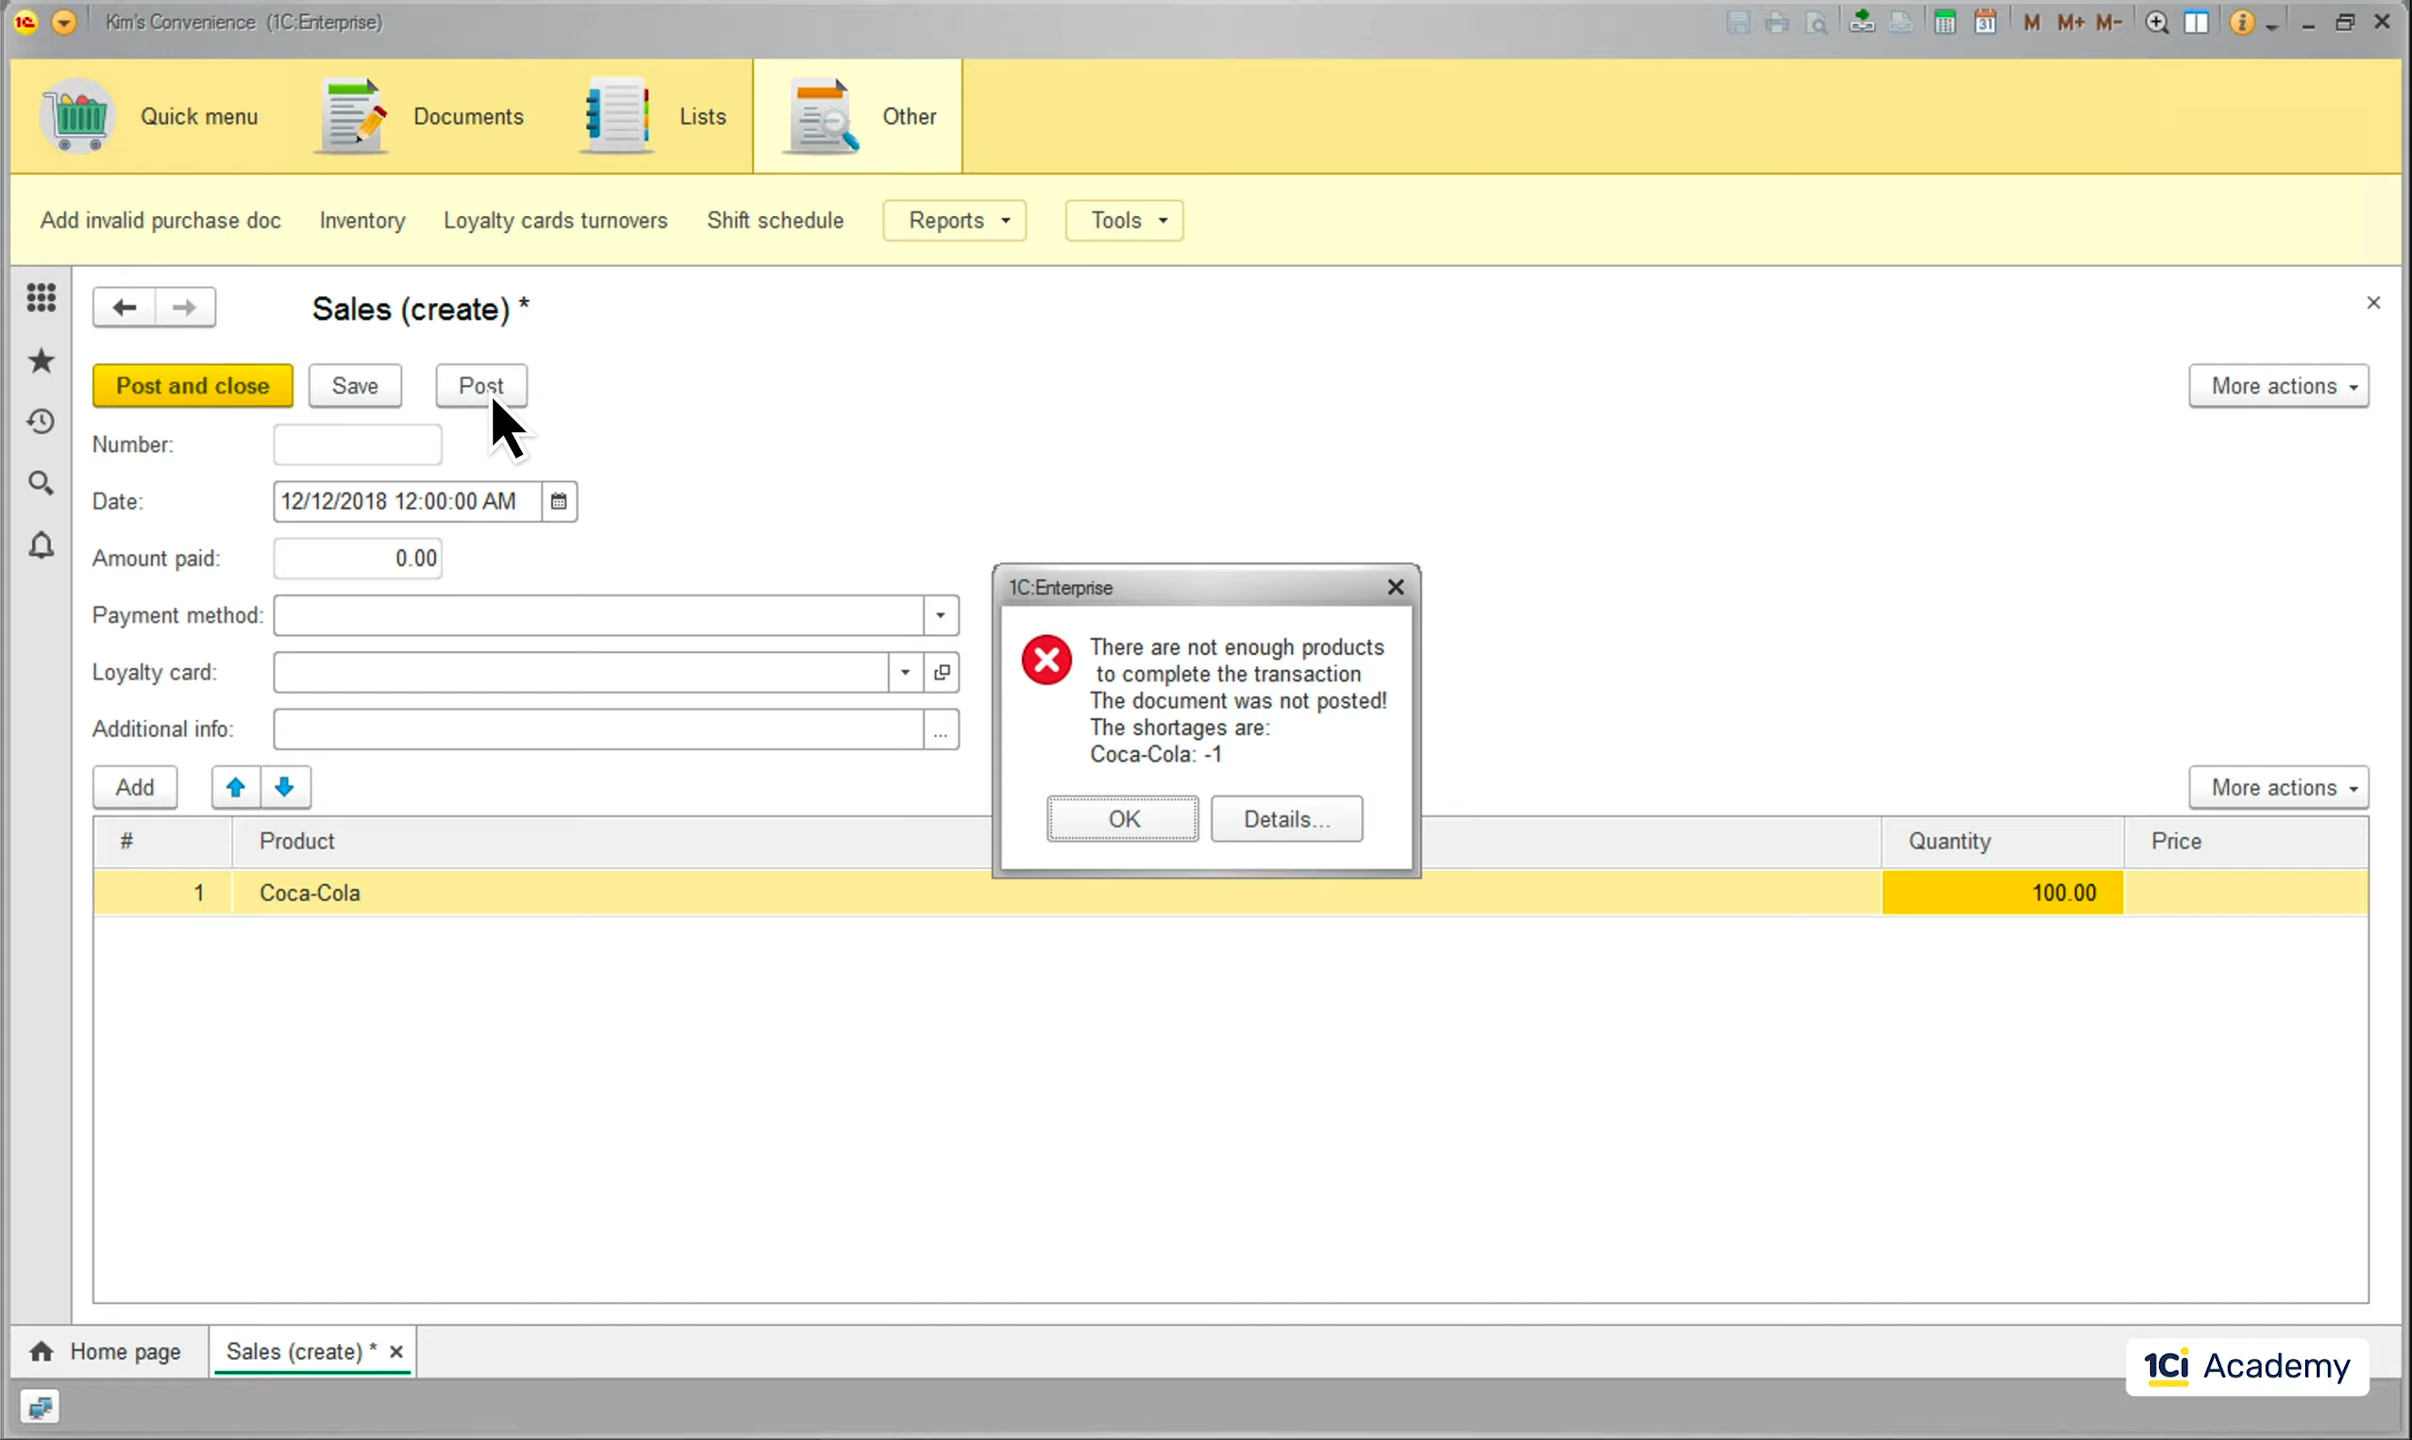 Kim's Convenience (1C:Enterprise)
31 M M+ M-
Quick menu Documents Lists Other
Add invalid purchase doc Inventory Loyalty cards turnovers Shift schedule Reports Tools
Sales (create) *
Post and close Save Post More actions
Number:
Date: 12/12/2018 12:00:00 AM
Amount paid: 0.00
Payment method:
Loyalty card:
Additional info: ...
1C:Enterprise
There are not enough products
to complete the transaction
The document was not posted!
The shortages are:
Coca-Cola: -1
OK Details...
Add More actions
# Product Quantity Price
1 Coca-Cola 100.00
Home page Sales (create) *
1Ci Academy